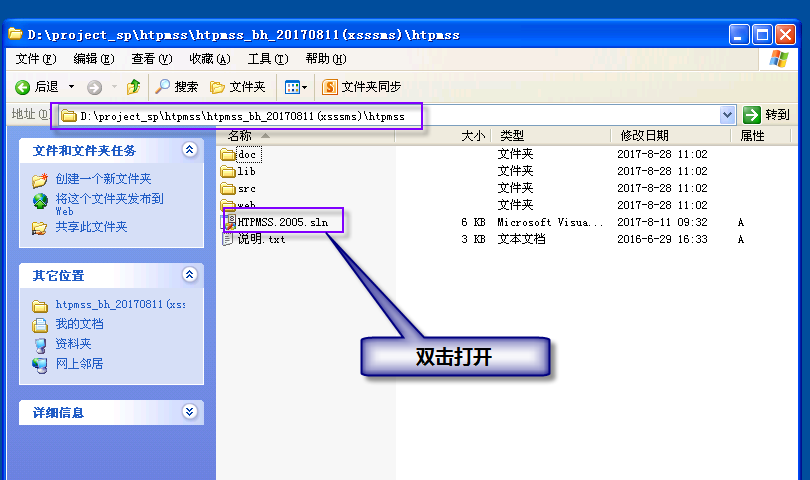 D:\project_sp\htpmss\htpmss_bh_20170811(xsssms)\htpmss
文件(F) 编辑(E) 查看(V) 收藏(A) 工具(T) 帮助(H)
后退 搜索 文件夹 S 文件夹同步
地址(D) D:\project_sp\htpmss\htpmss_bh_20170811(xsssms)\htpmss 转到
名称 大小 类型 修改日期 属性
文件和文件夹任务
创建一个新文件夹
将这个文件夹发布到
Web
共享此文件夹
doc 文件夹 2017-8-28 11:02
lib 文件夹 2017-8-28 11:02
src 文件夹 2017-8-28 11:02
web 文件夹 2017-8-28 11:02
HTPMSS.2005.sln 6 KB Microsoft Visua... 2017-8-11 09:32 A
说明.txt 3 KB 文本文档 2016-6-29 16:33 A
其它位置
htpmss_bh_20170811(xss
我的文档
资料夹
网上邻居
双击打开
详细信息